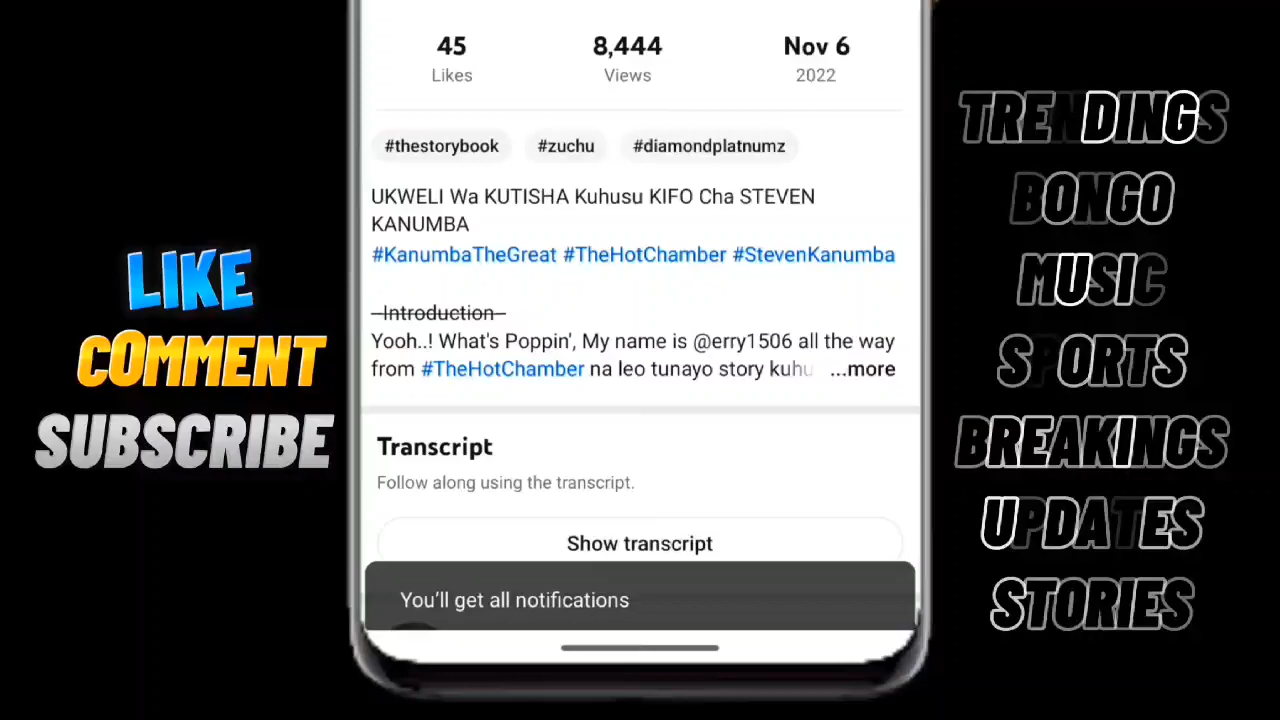 45
Likes
8,444
Views
Nov 6
2022
#thestorybook
#zuchu
#diamondplatnumz
UKWELI Wa KUTISHA Kuhusu KIFO Cha STEVEN
KANUMBA
#KanumbaTheGreat #TheHotChamber #StevenKanumba
Introduction
Yooh..! What's Poppin', My name is @erry1506 all the way
from #TheHotChamber na leo tunayo story kuhu ...more
Transcript
Follow along using the transcript.
Show transcript
You'll get all notifications
LIKE
COMMENT
SUBSCRIBE
TRENDINGS
BONGO
MUSIC
SPORTS
BREAKINGS
UPDATES
STORIES